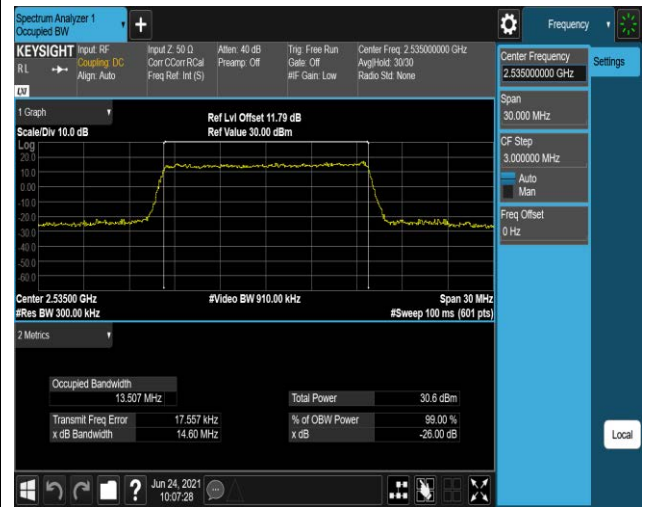 Spectrum Analyzer 1
Occupied BW
+
Frequency
KEYSIGHT
RL
Input: RF
Coupling: DC
Align: Auto
Input Z: 50 Ω
Corr CCorr RCal
Freq Ref: Int (S)
Atten: 40 dB
Preamp: Off
Trig: Free Run
Gate: Off
#IF Gain: Low
Center Freq: 2.535000000 GHz
Avg|Hold: 30/30
Radio Std: None
Center Frequency
2.535000000 GHz
Settings
Span
30.000 MHz
CF Step
3.000000 MHz
Auto
Man
Freq Offset
0 Hz
1 Graph
Scale/Div 10.0 dB
Ref Lvl Offset 11.79 dB
Ref Value 30.00 dBm
Log
20.0
10.0
0.00
-10.0
-20.0
-30.0
-40.0
-50.0
-60.0
Center 2.53500 GHz
#Video BW 910.00 kHz
Span 30 MHz
#Res BW 300.00 kHz
#Sweep 100 ms (601 pts)
2 Metrics
Occupied Bandwidth
13.507 MHz
Total Power 30.6 dBm
Transmit Freq Error 17.557 kHz
% of OBW Power 99.00 %
x dB Bandwidth 14.60 MHz
x dB -26.00 dB
Local
?
Jun 24, 2021
10:07:28